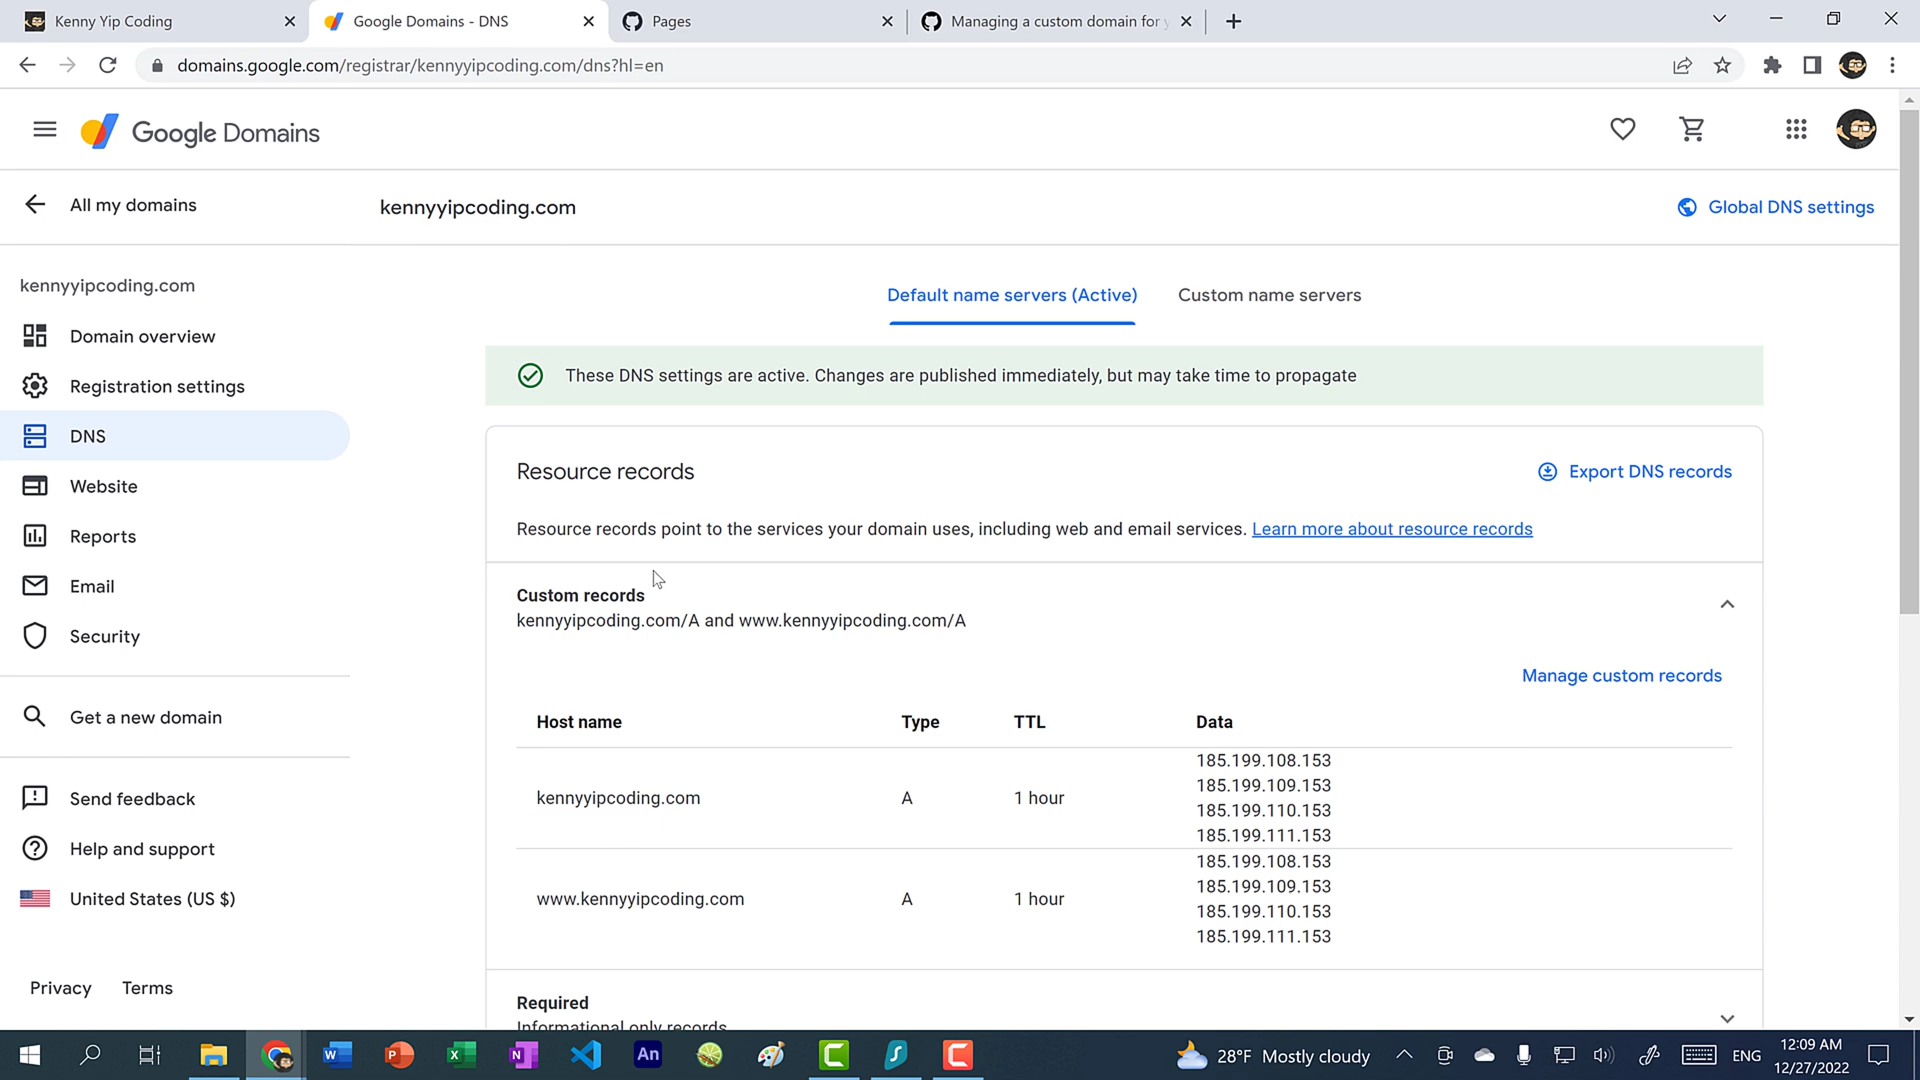 Kenny Yip Coding
Google Domains - DNS
Pages
Managing a custom domain for y
domains.google.com/registrar/kennyyipcoding.com/dns?hl=en
Google Domains
All my domains
kennyyipcoding.com
Global DNS settings
kennyyipcoding.com
Domain overview
Registration settings
DNS
Website
Reports
Email
Security
Get a new domain
Send feedback
Help and support
United States (US $)
Privacy Terms
Default name servers (Active)
Custom name servers
These DNS settings are active. Changes are published immediately, but may take time to propagate
Resource records
Export DNS records
Resource records point to the services your domain uses, including web and email services. Learn more about resource records
Custom records
kennyyipcoding.com/A and www.kennyyipcoding.com/A
Manage custom records
Host name Type TTL Data
kennyyipcoding.com A 1 hour
185.199.108.153
185.199.109.153
185.199.110.153
185.199.111.153
www.kennyyipcoding.com A 1 hour
185.199.108.153
185.199.109.153
185.199.110.153
185.199.111.153
Required
Informational only records
W P X N An C C
28°F Mostly cloudy
ENG
12:09 AM
12/27/2022